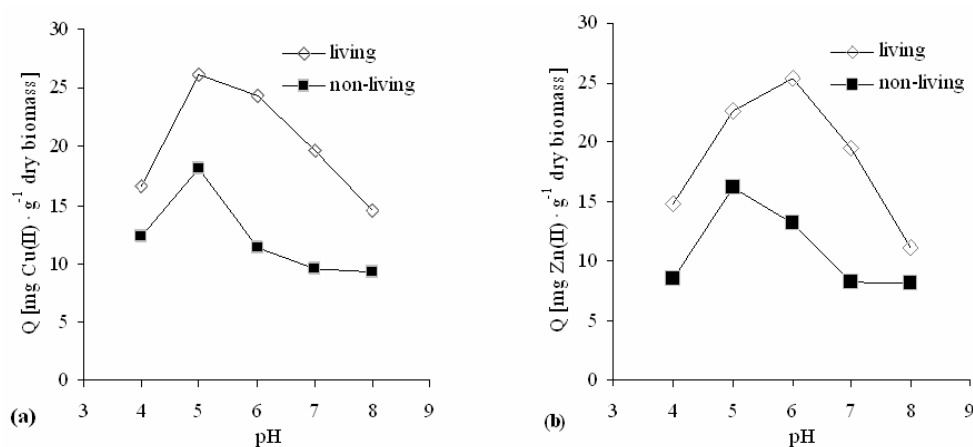 30
25
20
15
10
5
0
Q [mg Cu(II) · g⁻¹ dry biomass]
living
non-living
3 4 5 6 7 8 9
pH
(a)
30
25
20
15
10
5
0
Q [mg Zn(II) · g⁻¹ dry biomass]
living
non-living
3 4 5 6 7 8 9
pH
(b)